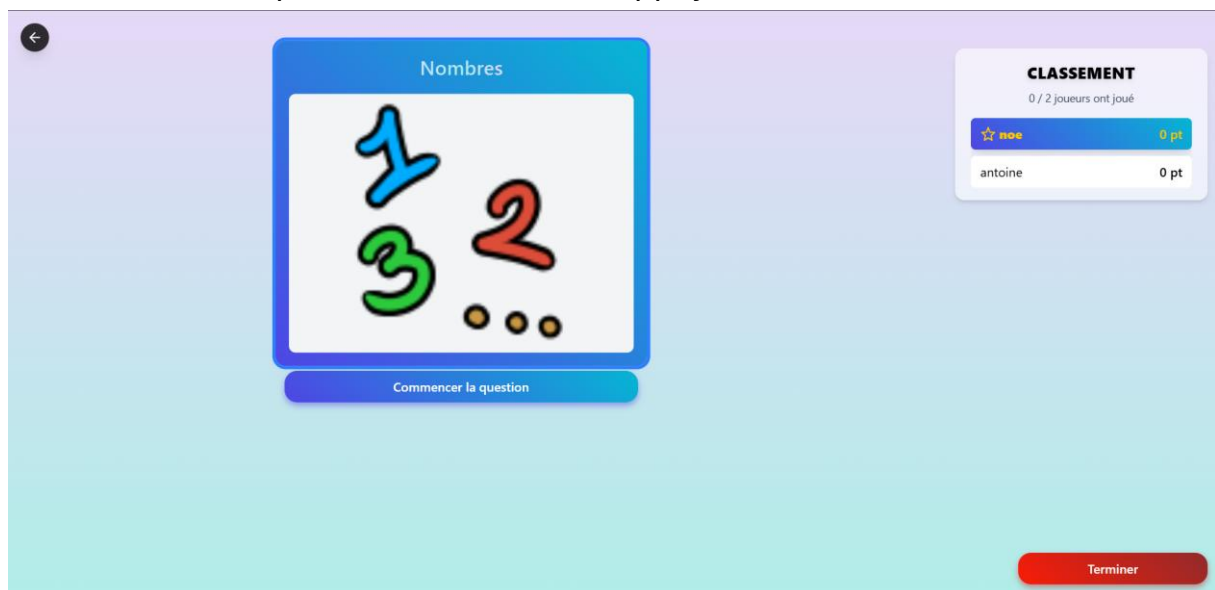 Nombres
1
2
3
...
Commencer la question
CLASSEMENT
0 / 2 joueurs ont joué
noe 0 pt
antoine 0 pt
Terminer